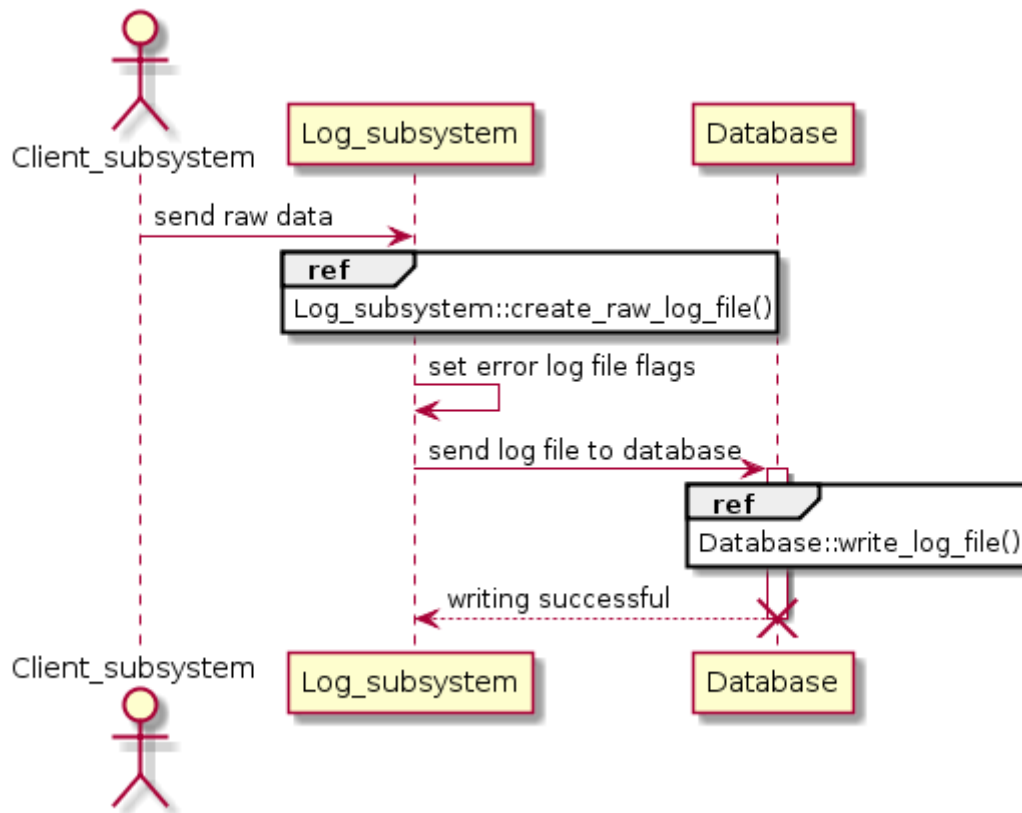 Client_subsystem
Log_subsystem
Database
send raw data
ref
Log_subsystem::create_raw_log_file()
set error log file flags
send log file to database
ref
Database::write_log_file()
writing successful
Client_subsystem
Log_subsystem
Database